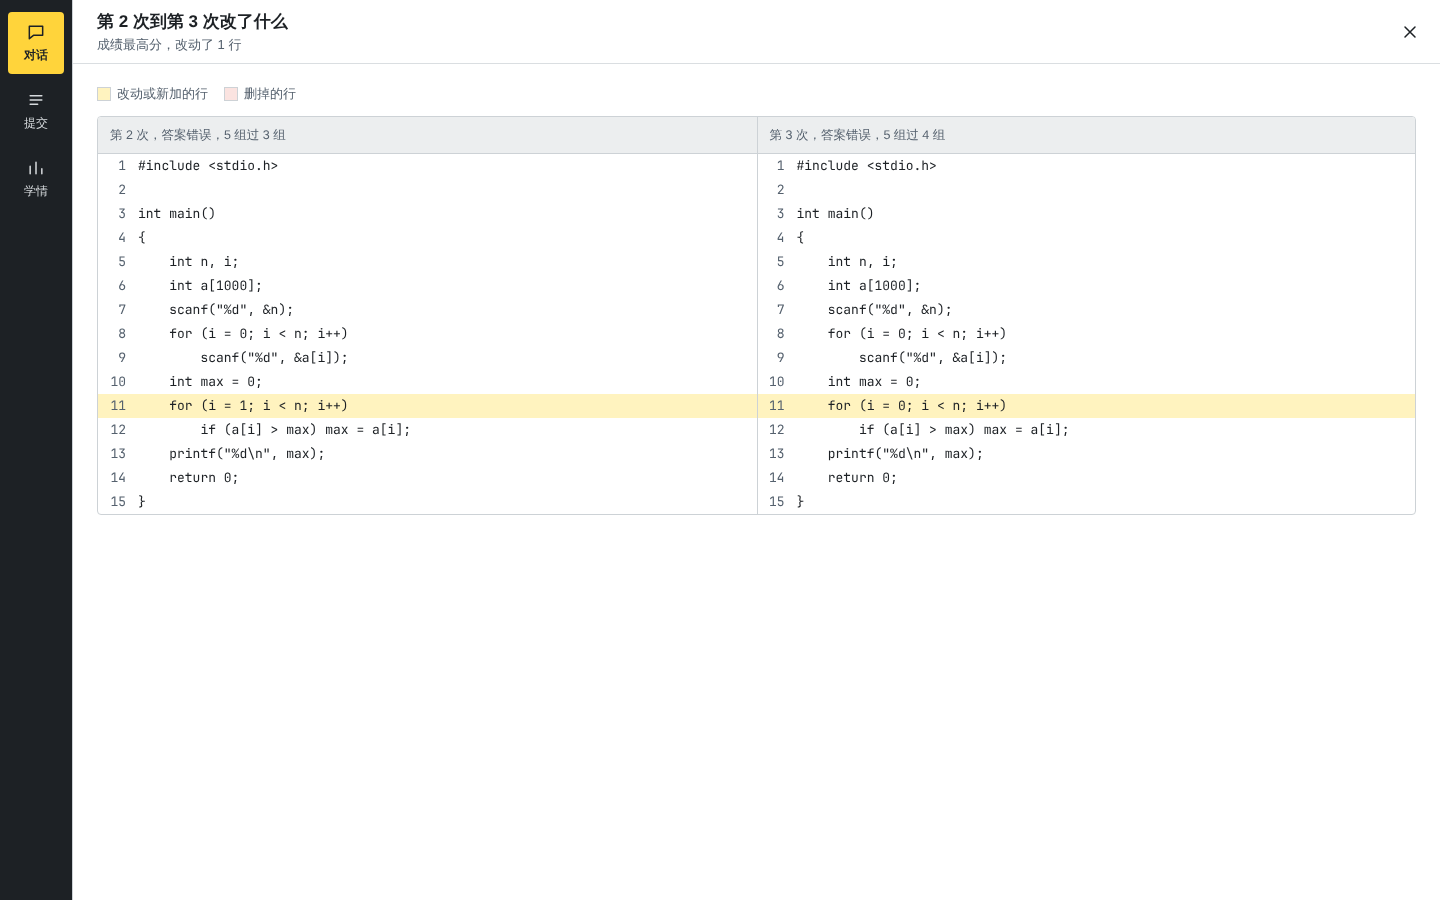 对话
提交
学情
第 2 次到第 3 次改了什么
成绩最高分，改动了 1 行
改动或新加的行
删掉的行
第 2 次，答案错误，5 组过 3 组
1 #include <stdio.h>
2
3 int main()
4 {
5     int n, i;
6     int a[1000];
7     scanf("%d", &n);
8     for (i = 0; i < n; i++)
9         scanf("%d", &a[i]);
10     int max = 0;
11     for (i = 1; i < n; i++)
12         if (a[i] > max) max = a[i];
13     printf("%d\n", max);
14     return 0;
15 }
第 3 次，答案错误，5 组过 4 组
1 #include <stdio.h>
2
3 int main()
4 {
5     int n, i;
6     int a[1000];
7     scanf("%d", &n);
8     for (i = 0; i < n; i++)
9         scanf("%d", &a[i]);
10     int max = 0;
11     for (i = 0; i < n; i++)
12         if (a[i] > max) max = a[i];
13     printf("%d\n", max);
14     return 0;
15 }